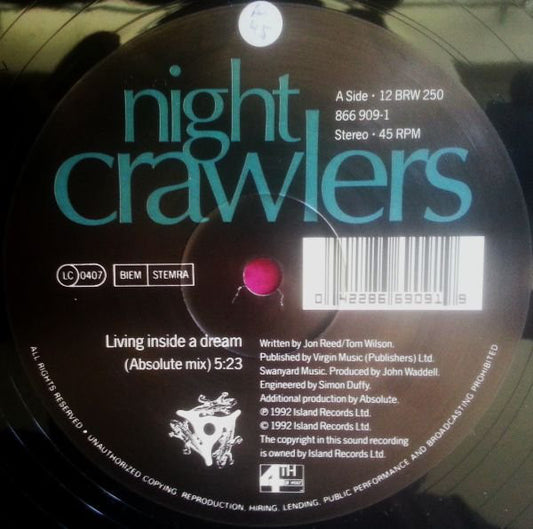 night
crawlers
A Side · 12 BRW 250
866 909-1
Stereo · 45 RPM
LC 0407
BIEM STEMRA
0 42286 69091 9
Living inside a dream
(Absolute mix) 5:23
Written by Jon Reed/Tom Wilson.
Published by Virgin Music (Publishers) Ltd.
Swanyard Music. Produced by John Waddell.
Engineered by Simon Duffy.
Additional production by Absolute.
℗ 1992 Island Records Ltd.
© 1992 Island Records Ltd.
The copyright in this sound recording
is owned by Island Records Ltd.
4TH
ALL RIGHTS RESERVED · UNAUTHORIZED COPYING, REPRODUCTION, HIRING, LENDING, PUBLIC PERFORMANCE AND BROADCASTING PROHIBITED